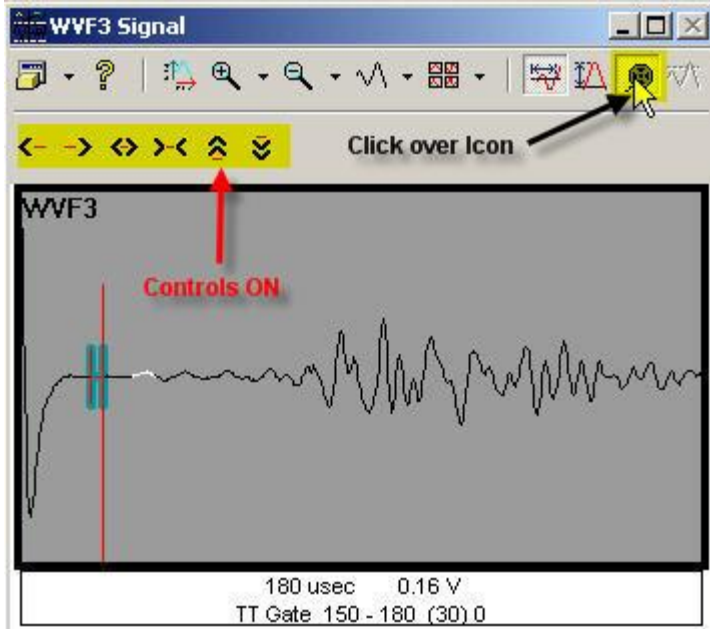 WVF3 Signal
Click over Icon
WVF3
Controls ON
180 usec 0.16 V
TT Gate 150 - 180 (30) 0